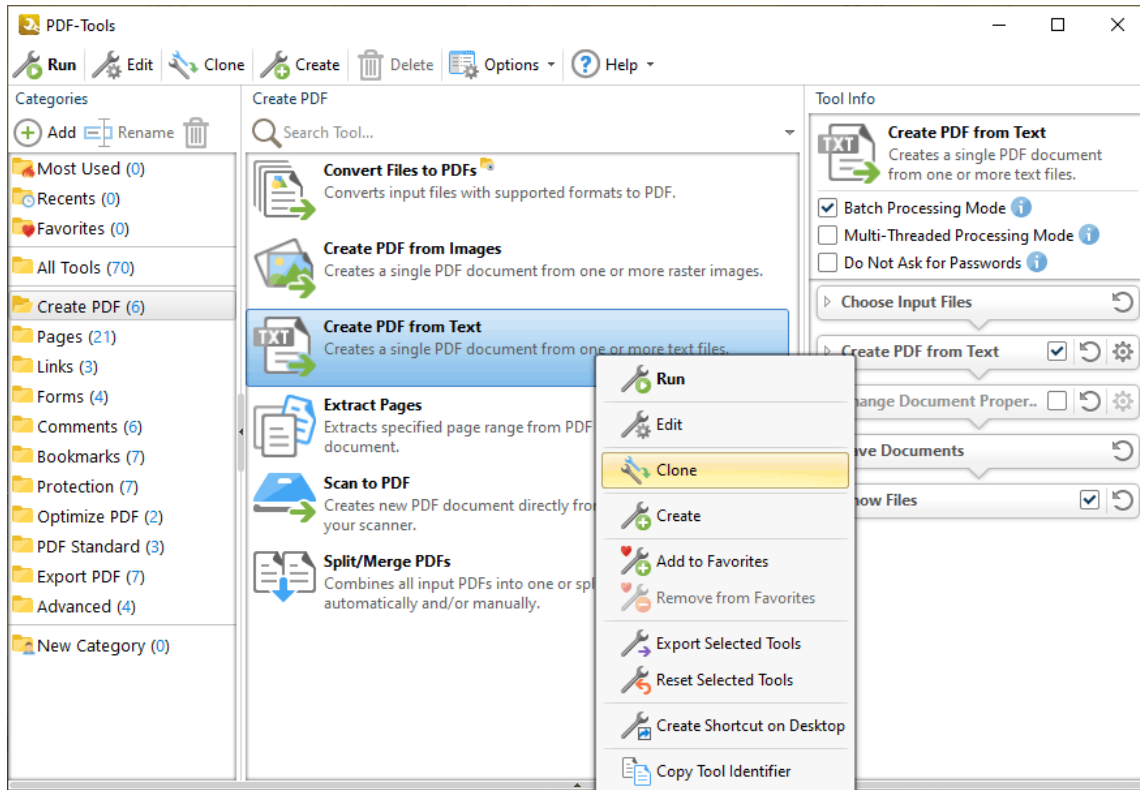 PDF-Tools
Run Edit Clone Create Delete Options Help
Categories
Add Rename
Most Used (0)
Recents (0)
Favorites (0)
All Tools (70)
Create PDF (6)
Pages (21)
Links (3)
Forms (4)
Comments (6)
Bookmarks (7)
Protection (7)
Optimize PDF (2)
PDF Standard (3)
Export PDF (7)
Advanced (4)
New Category (0)
Create PDF
Search Tool...
Convert Files to PDFs
Converts input files with supported formats to PDF.
Create PDF from Images
Creates a single PDF document from one or more raster images.
TXT
Create PDF from Text
Creates a single PDF document from one or more text files.
Extract Pages
Extracts specified page range from PDF
document.
Scan to PDF
Creates new PDF document directly fro
your scanner.
Split/Merge PDFs
Combines all input PDFs into one or spl
automatically and/or manually.
Run
Edit
Clone
Create
Add to Favorites
Remove from Favorites
Export Selected Tools
Reset Selected Tools
Create Shortcut on Desktop
Copy Tool Identifier
Tool Info
TXT
Create PDF from Text
Creates a single PDF document
from one or more text files.
Batch Processing Mode
Multi-Threaded Processing Mode
Do Not Ask for Passwords
Choose Input Files
Create PDF from Text
hange Document Proper..
ve Documents
ow Files